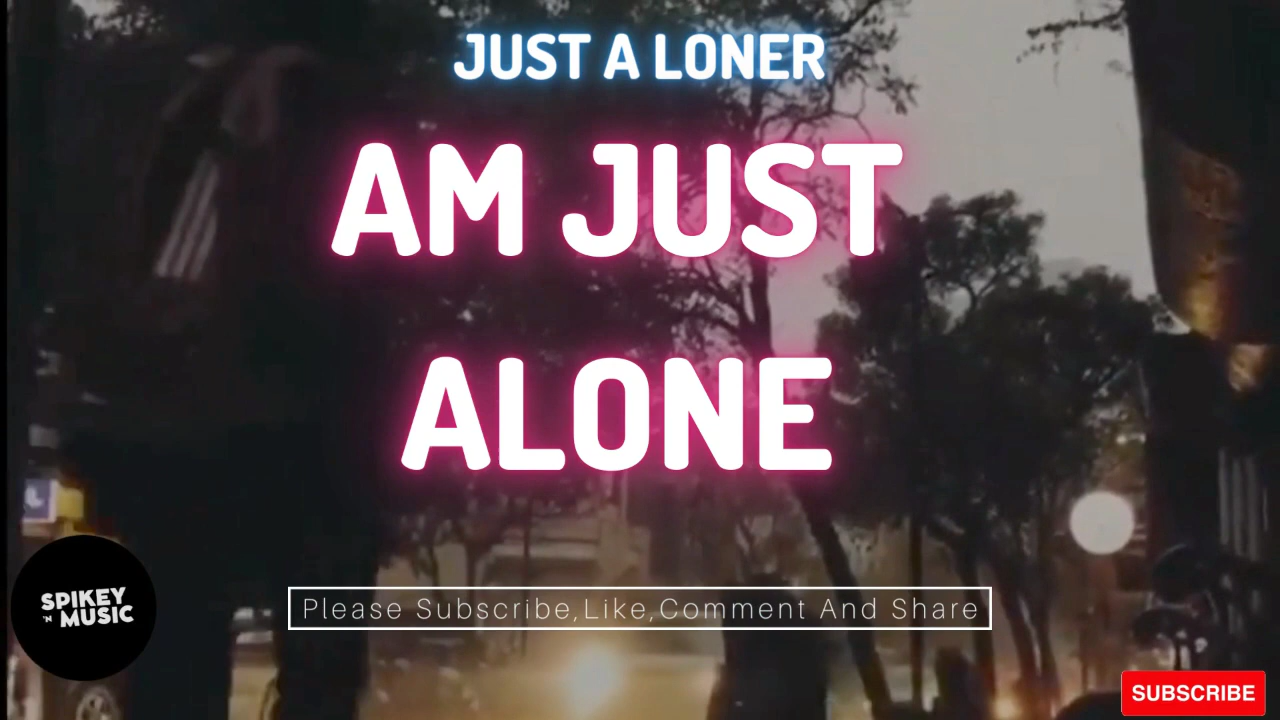 JUST A LONER
AM JUST
ALONE
SPIKEY
'N MUSIC
Please Subscribe,Like,Comment And Share
SUBSCRIBE